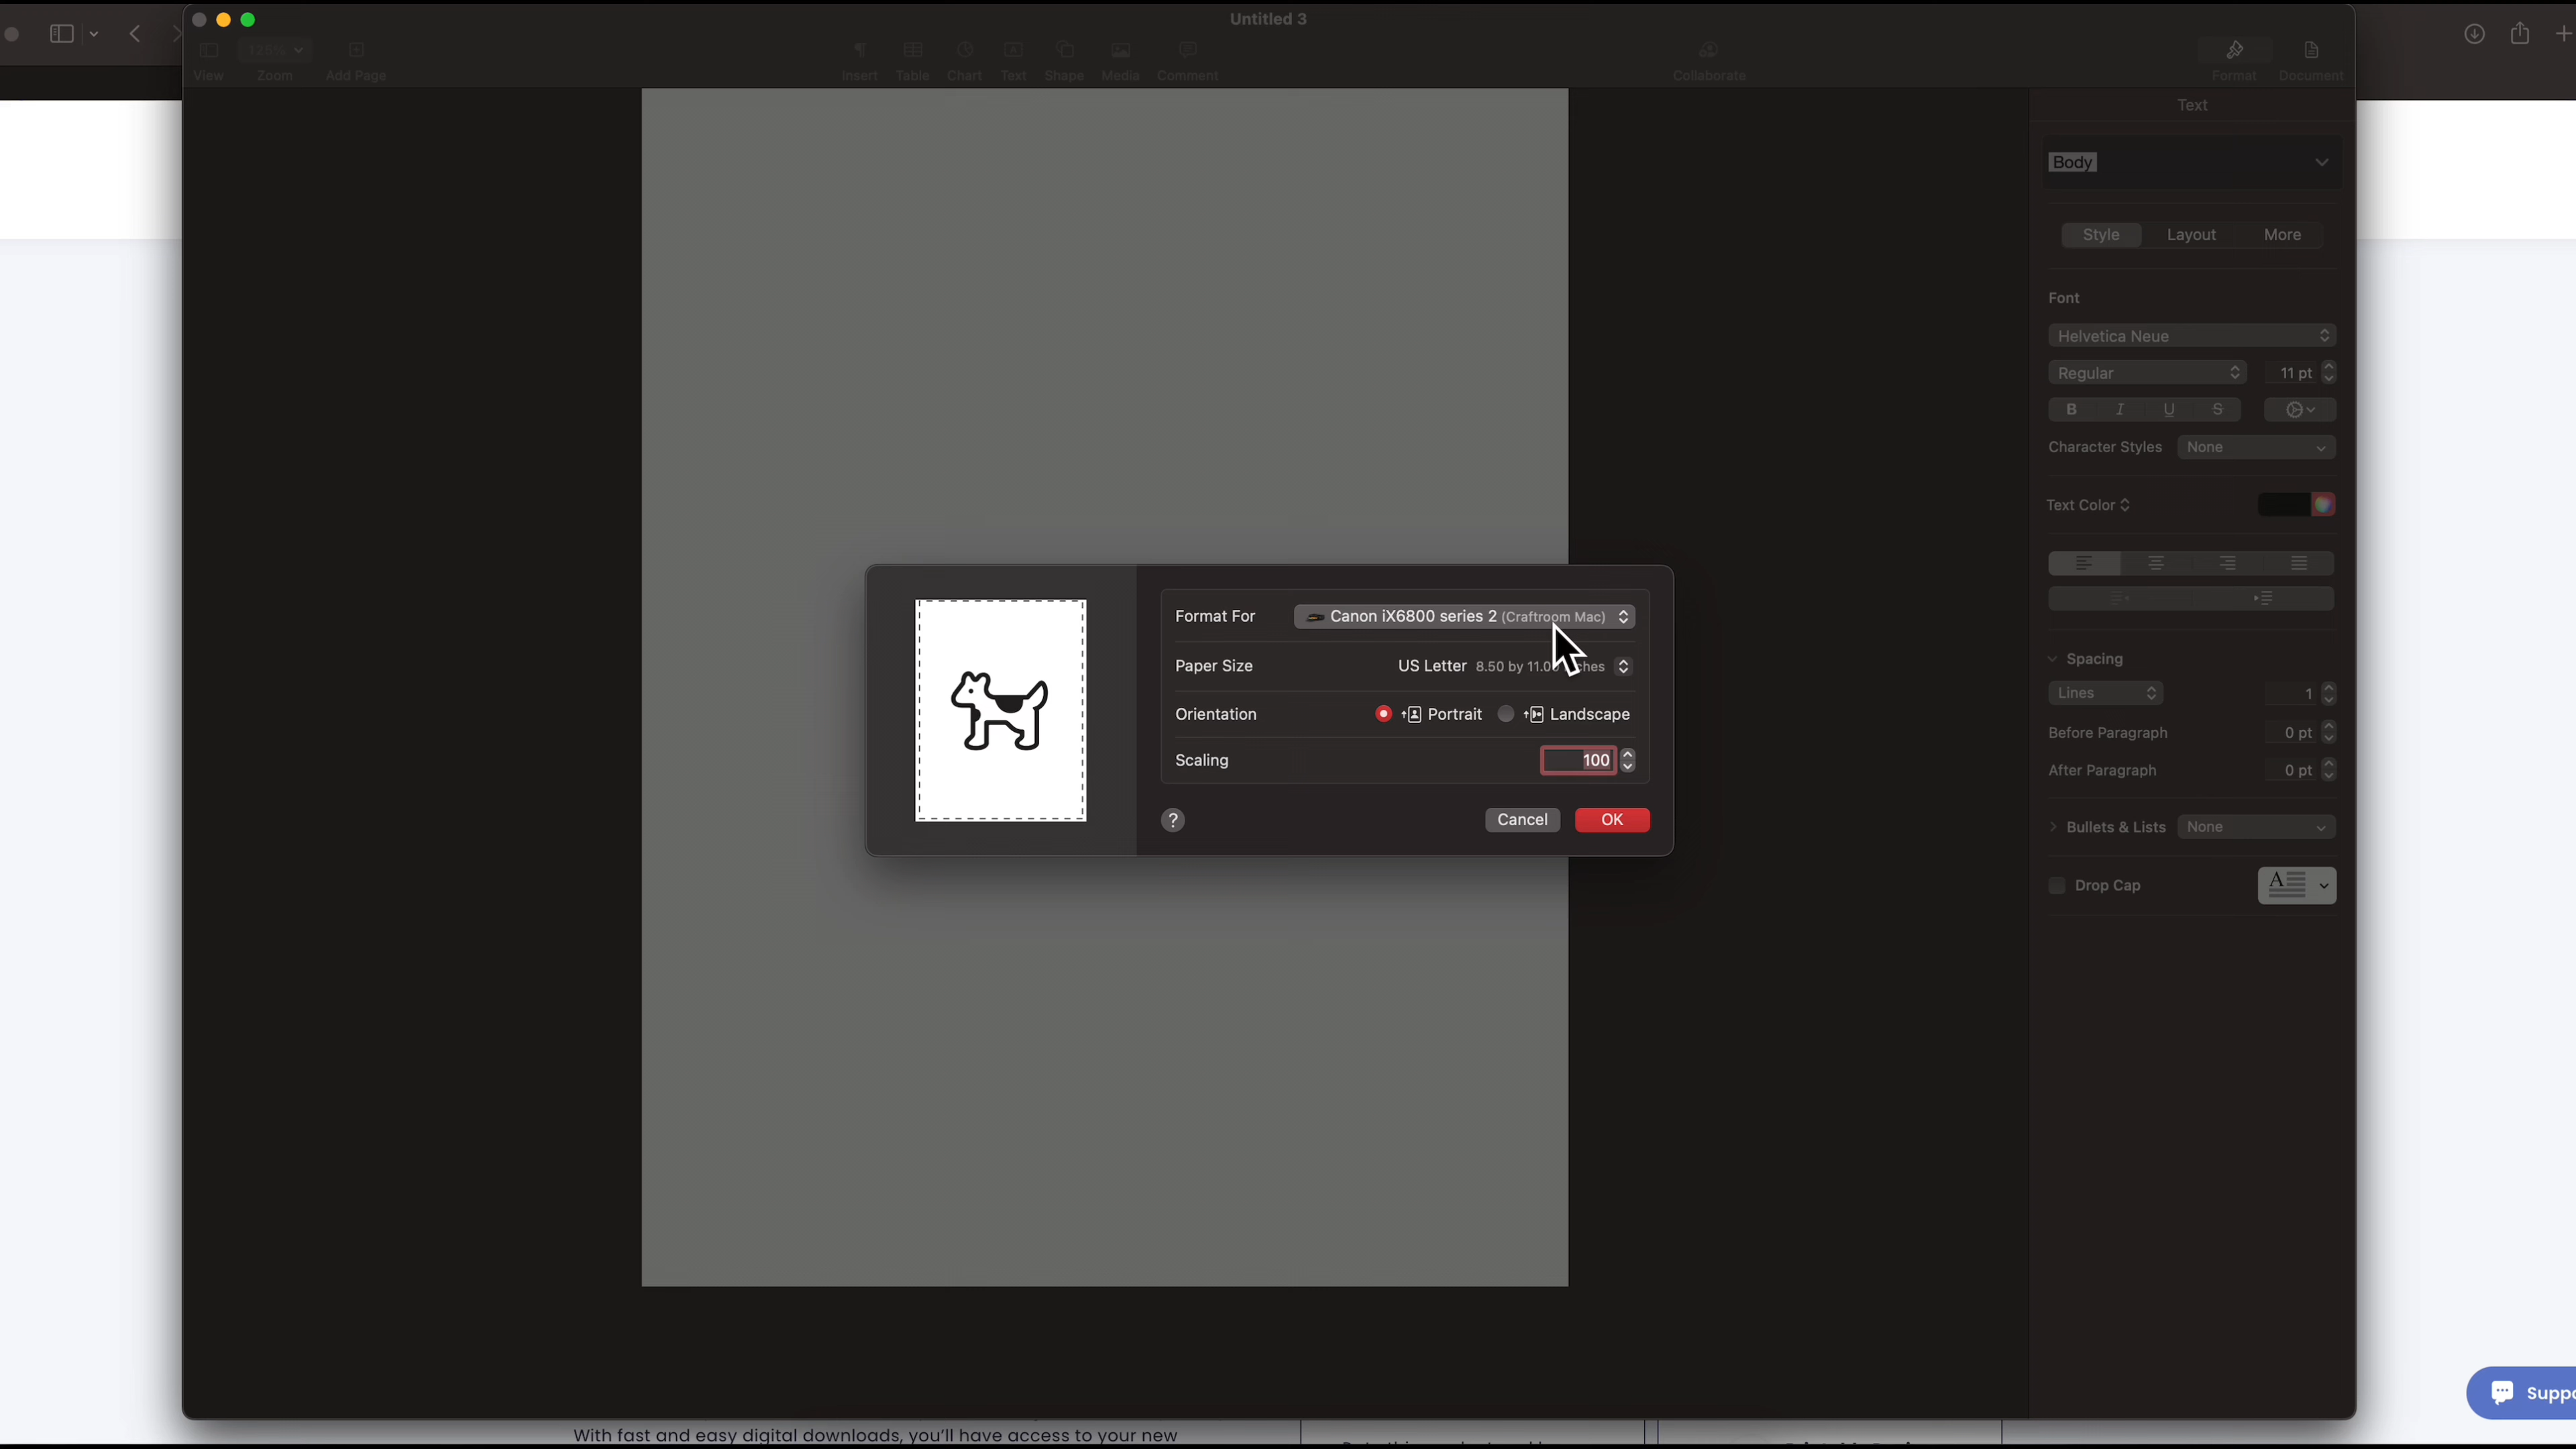 Untitled 3
125%
View
Zoom
Add Page
Insert
Table
Chart
Text
Shape
Media
Comment
Collaborate
Format
Document
Text
Body
Style
Layout
More
Font
Helvetica Neue
Regular
11 pt
B I U S
Character Styles
None
Text Color
Spacing
Lines
1
Before Paragraph
0 pt
After Paragraph
0 pt
Bullets & Lists
None
Drop Cap
A
Format For
Canon iX6800 series 2 (Craftroom Mac)
Paper Size
US Letter 8.50 by
Orientation
Portrait
Landscape
Scaling
100
?
Cancel
OK
With fast and easy digital downloads, you'll have access to your new